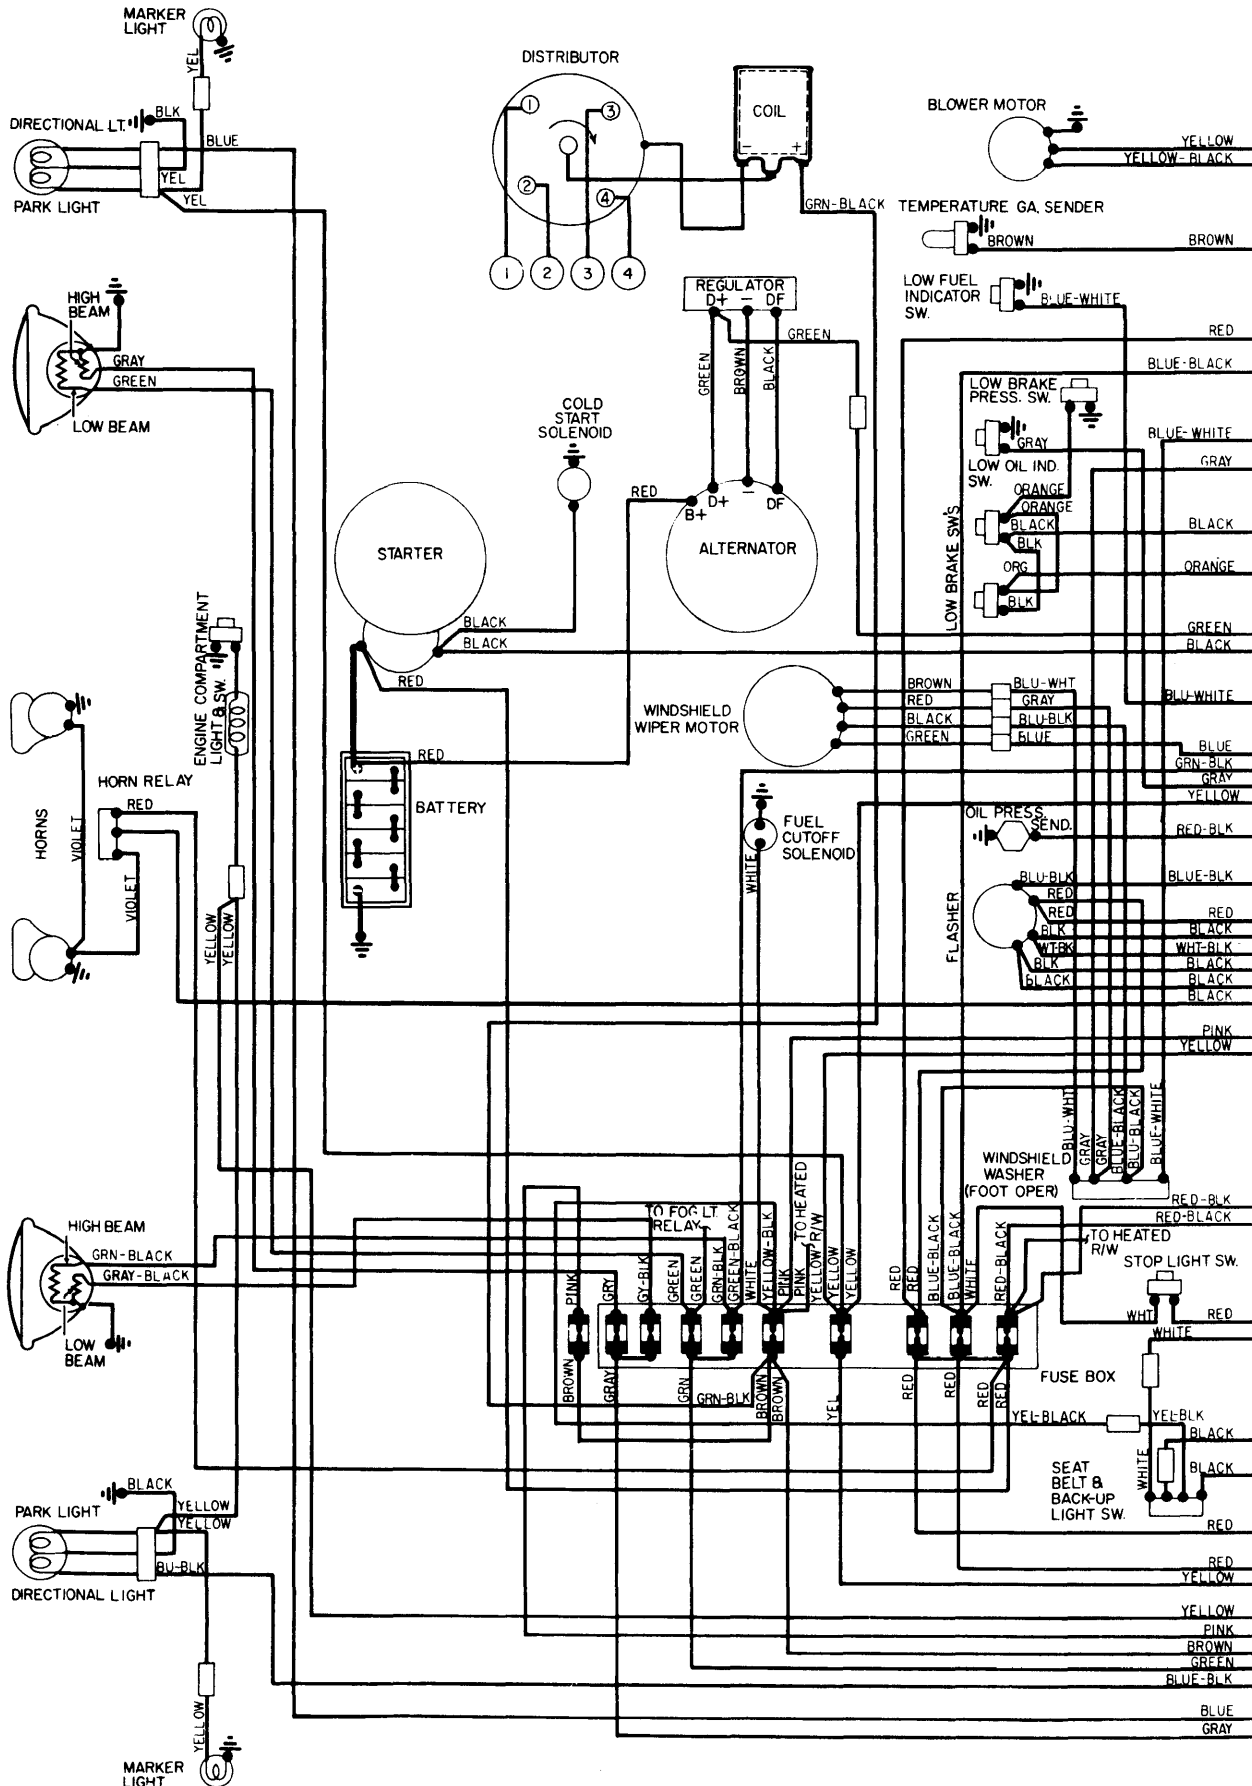 MARKER
LIGHT
YEL
DIRECTIONAL LT.
BLK
BLUE
YEL
YEL
PARK LIGHT
DISTRIBUTOR
1
3
2
4
1
2
3
4
COIL
-
+
GRN-BLACK
BLOWER MOTOR
YELLOW
YELLOW-BLACK
TEMPERATURE GA. SENDER
BROWN
BROWN
LOW FUEL
INDICATOR
SW.
BLUE-WHITE
RED
BLUE-BLACK
HIGH
BEAM
GRAY
GREEN
LOW BEAM
REGULATOR
D+
-
DF
GREEN
GREEN
BROWN
BLACK
COLD
START
SOLENOID
LOW BRAKE
PRESS. SW.
BLUE-WHITE
GRAY
GRAY
LOW OIL IND.
SW.
ORANGE
ORANGE
BLACK
BLK
BLACK
ORG
ORANGE
BLK
LOW BRAKE SW'S
GREEN
BLACK
RED
B+
D+
-
DF
ALTERNATOR
STARTER
BLACK
BLACK
RED
RED
BATTERY
ENGINE COMPARTMENT
LIGHT & SW.
HORN RELAY
RED
HORNS
VIOLET
VIOLET
YELLOW
YELLOW
WINDSHIELD
WIPER MOTOR
BROWN
RED
BLACK
GREEN
BLU-WHT
GRAY
BLU-BLK
BLUE
BLU-WHITE
BLUE
GRN-BLK
GRAY
YELLOW
FUEL
CUTOFF
SOLENOID
WHITE
OIL PRESS.
SEND.
RED-BLK
FLASHER
BLU-BLK
BLUE-BLK
RED
RED
RED
BLK
BLACK
WT-BK
WHT-BLK
BLK
BLACK
BLACK
BLACK
BLACK
PINK
YELLOW
BLU-WHT
GRAY
GRAY
BLUE-BLACK
BLU-BLACK
BLUE-WHITE
WINDSHIELD
WASHER
(FOOT OPER)
RED-BLK
RED-BLACK
TO HEATED
R/W
STOP LIGHT SW.
WHT
RED
WHITE
HIGH BEAM
GRN-BLACK
GRAY-BLACK
LOW
BEAM
TO FOG LT.
RELAY
TO HEATED
R/W
PINK
GRY
GY-BLK
GREEN
GREEN
GRN-BLK
GREEN-BLACK
WHITE
YELLOW-BLK
PINK
PINK
YELLOW
YELLOW
YELLOW
RED
RED
BLUE-BLACK
BLUE-BLACK
WHITE
RED-BLACK
FUSE BOX
BROWN
GRAY
GRN
GRN-BLK
BROWN
BROWN
YEL
RED
RED
RED
RED
YEL-BLACK
YEL-BLK
BLACK
WHITE
BLACK
SEAT
BELT &
BACK-UP
LIGHT SW.
BLACK
PARK LIGHT
YELLOW
YELLOW
BU-BLK
DIRECTIONAL LIGHT
RED
RED
YELLOW
YELLOW
PINK
BROWN
GREEN
BLUE-BLK
BLUE
GRAY
YELLOW
MARKER
LIGHT